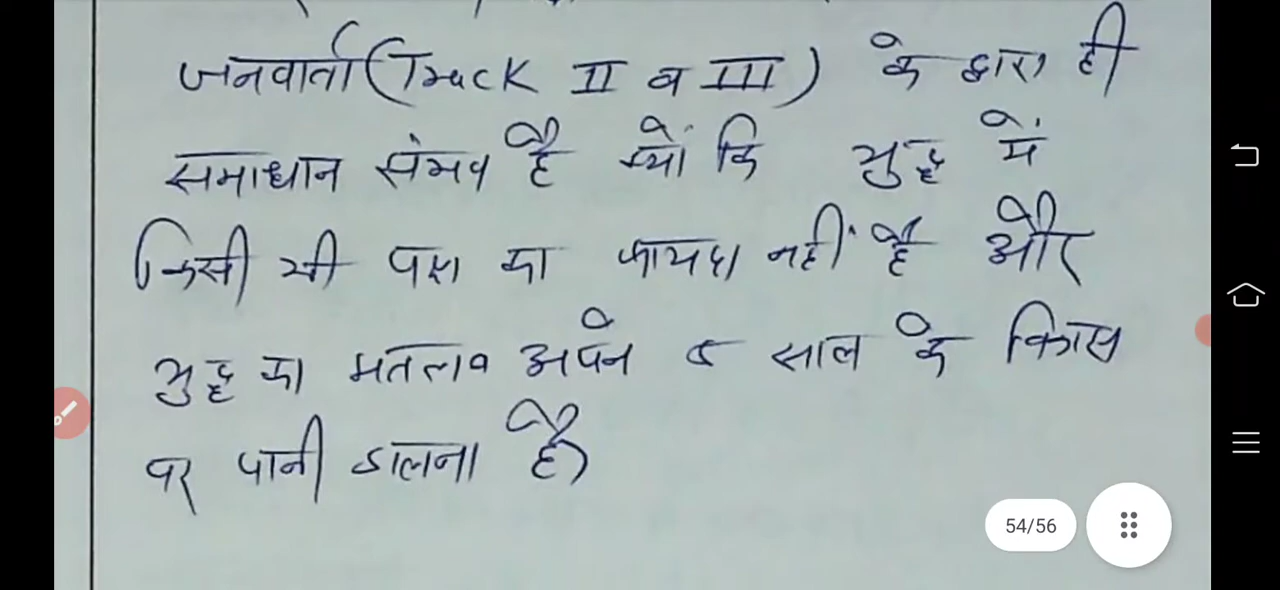 जनवार्ता (Track II व III) के द्वारा ही
समाधान संभव है क्यों कि युद्ध में
किसी भी पक्ष का फायदा नहीं है और
युद्ध का मतलब अपने 5 साल के विकास
पर पानी डालना है
54/56